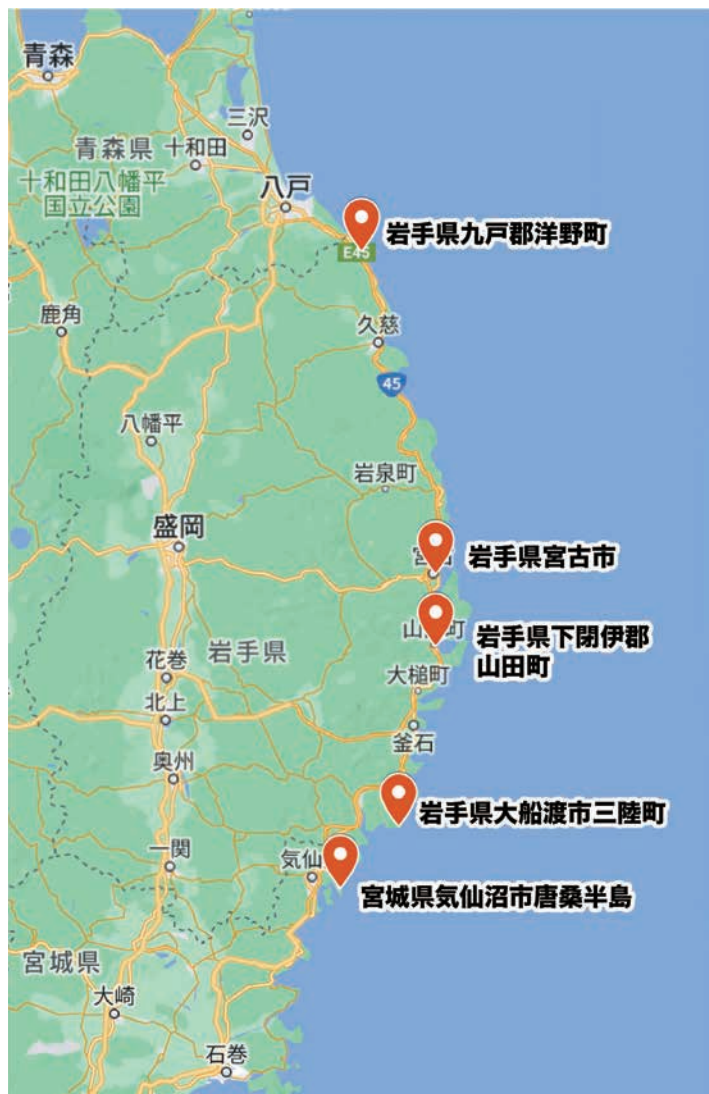 青森
三沢
青森県
十和田
十和田八幡平
国立公園
八戸
E45
岩手県九戸郡洋野町
鹿角
久慈
45
八幡平
岩泉町
盛岡
岩手県宮古市
岩手県下閉伊郡
山田町
岩手県
花巻
大槌町
北上
釜石
奥州
岩手県大船渡市三陸町
一関
気仙
宮城県気仙沼市唐桑半島
宮城県
大崎
石巻